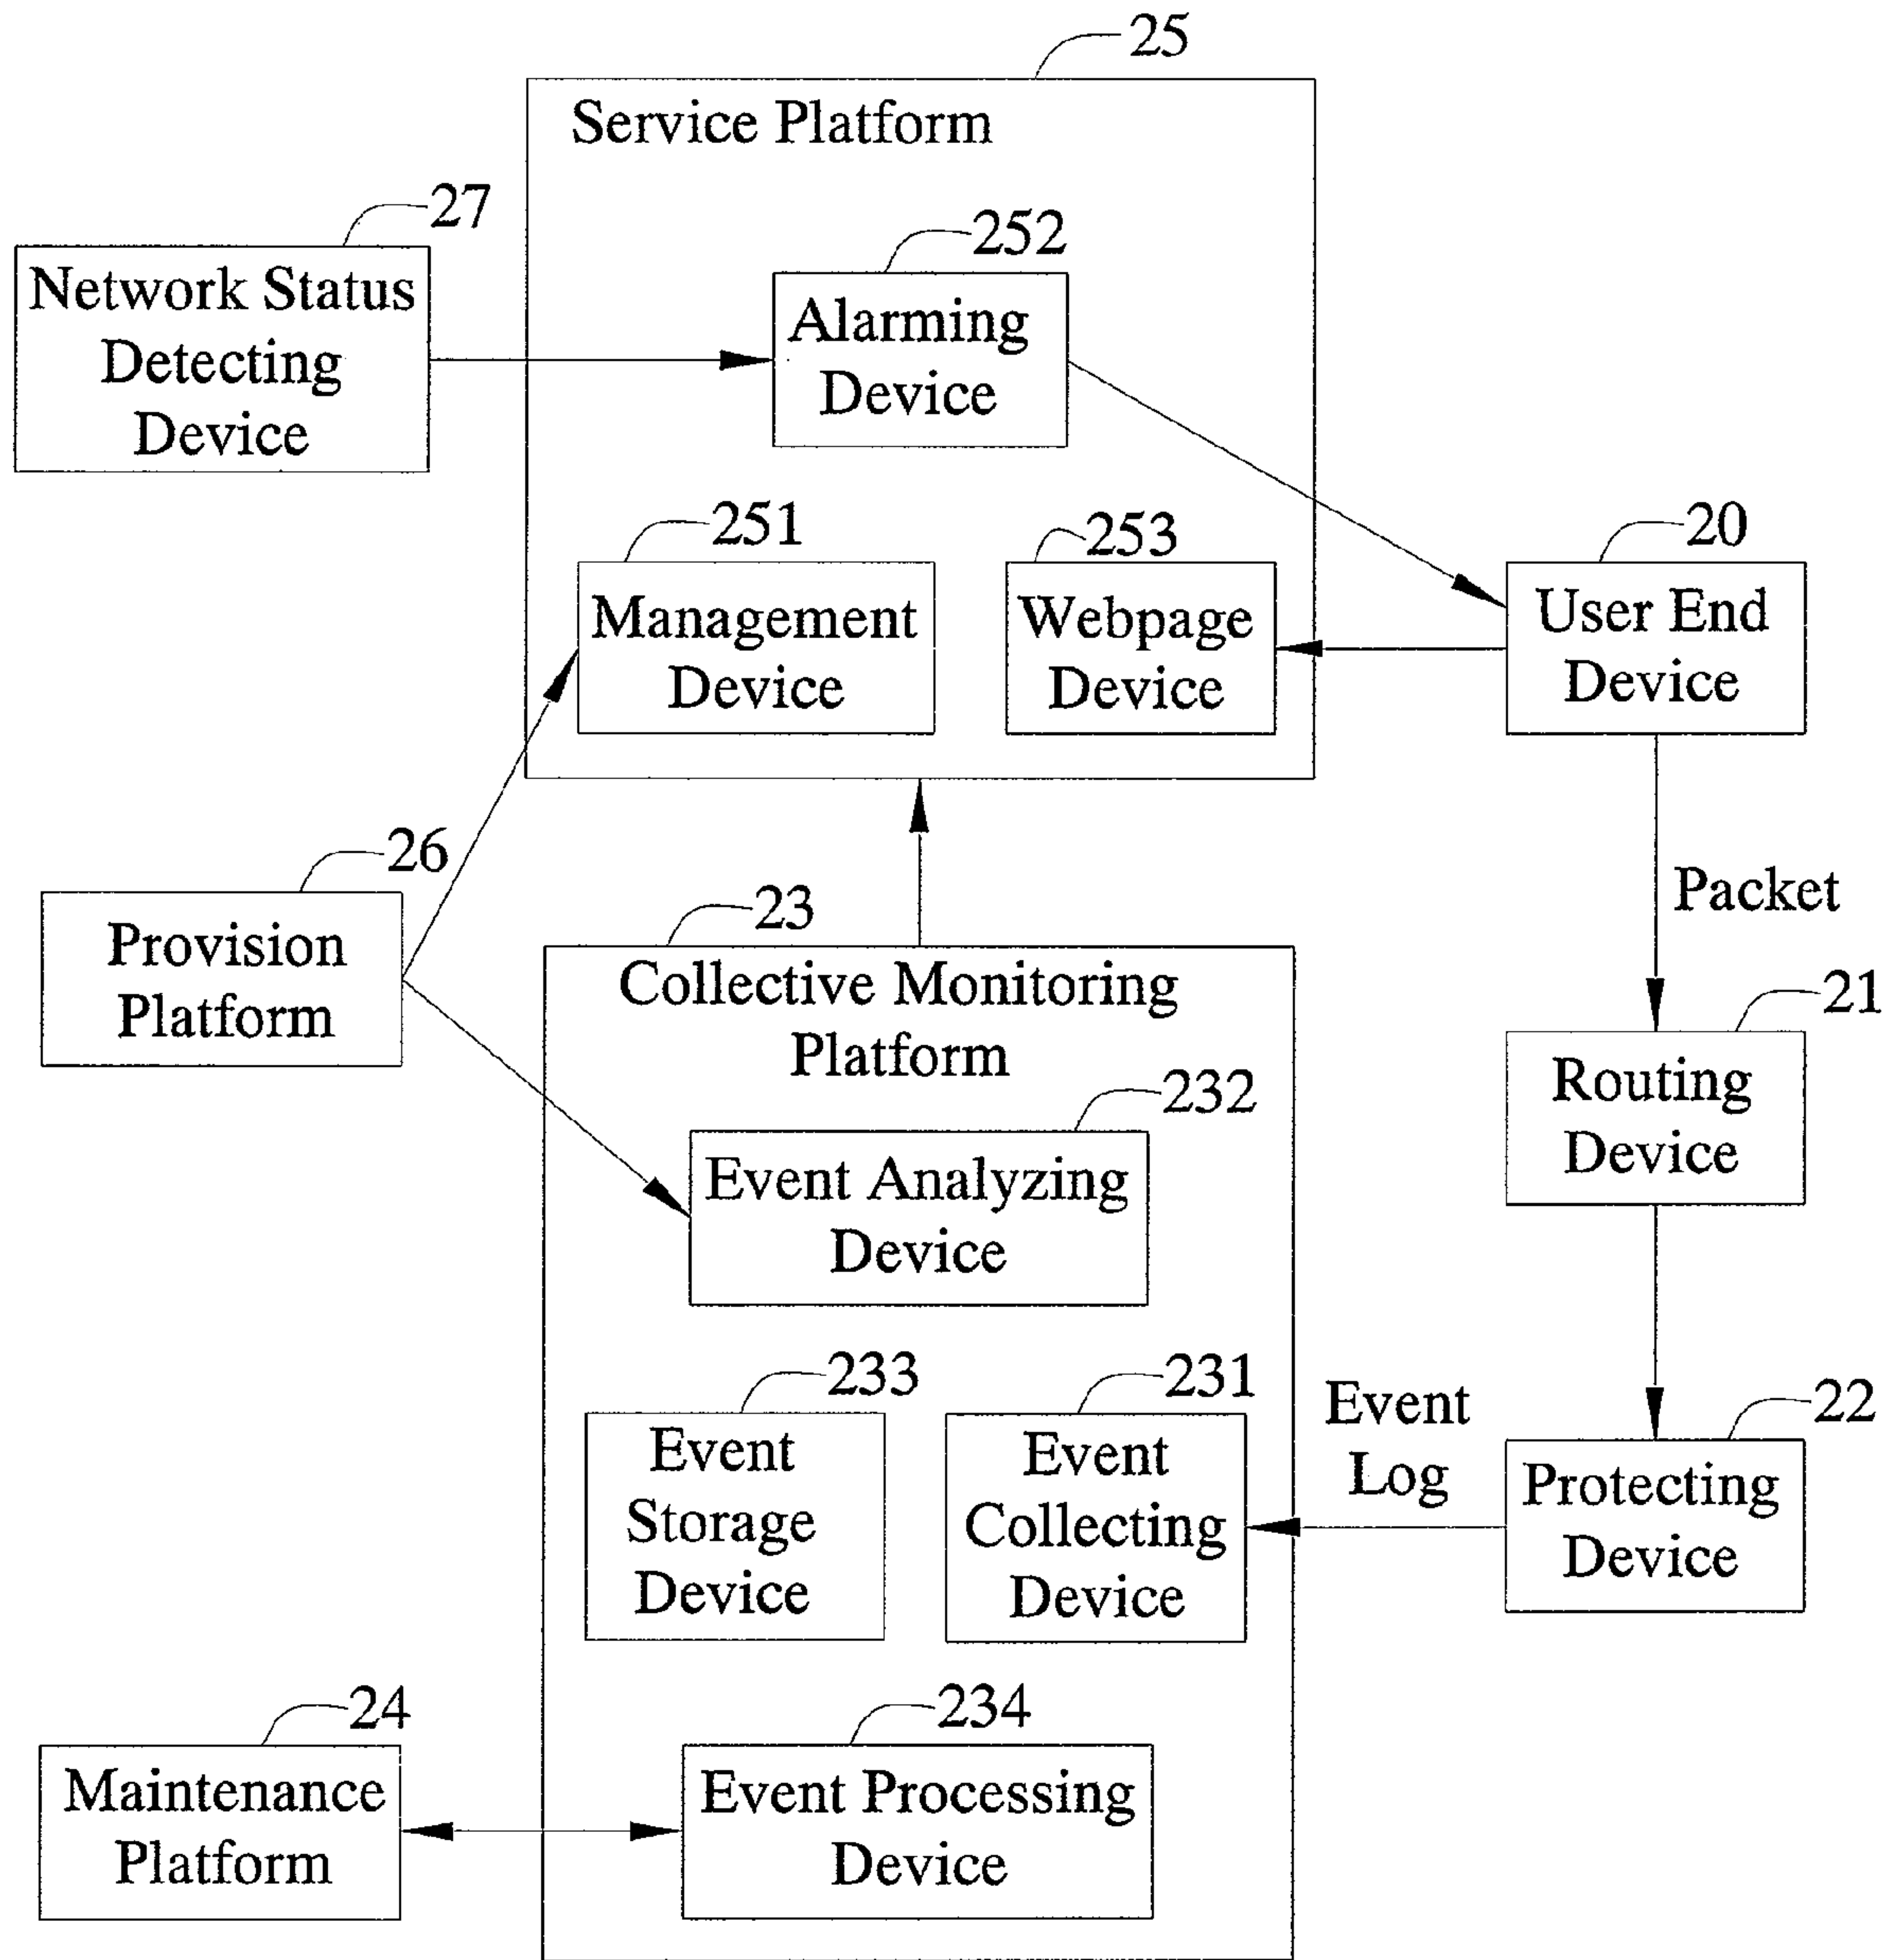 25
Service Platform
27
Network Status
Detecting
Device
252
Alarming
Device
251
Management
Device
253
Webpage
Device
20
User End
Device
26
Provision
Platform
Packet
23
Collective Monitoring
Platform
21
Routing
Device
232
Event Analyzing
Device
233
Event
Storage
Device
231
Event
Collecting
Device
Event
Log
22
Protecting
Device
24
Maintenance
Platform
234
Event Processing
Device